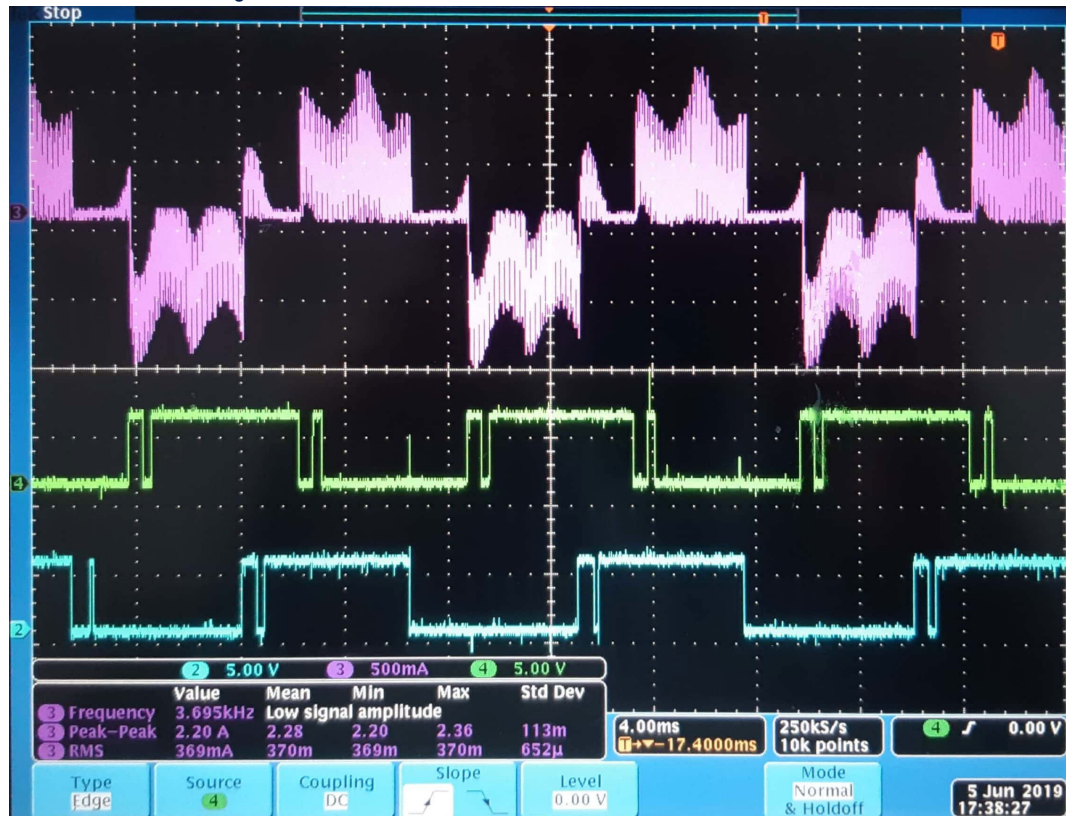 Stop
T
T
3
4
2
2 5.00 V 3 500mA 4 5.00 V
Value Mean Min Max Std Dev
3 Frequency 3.695kHz Low signal amplitude
3 Peak-Peak 2.20 A 2.28 2.20 2.36 113m
3 RMS 369mA 370m 369m 370m 652µ
4.00ms
T→▼-17.4000ms
250kS/s
10k points
4 0.00 V
Type
Edge
Source
4
Coupling
DC
Slope
Level
0.00 V
Mode
Normal
& Holdoff
5 Jun 2019
17:38:27